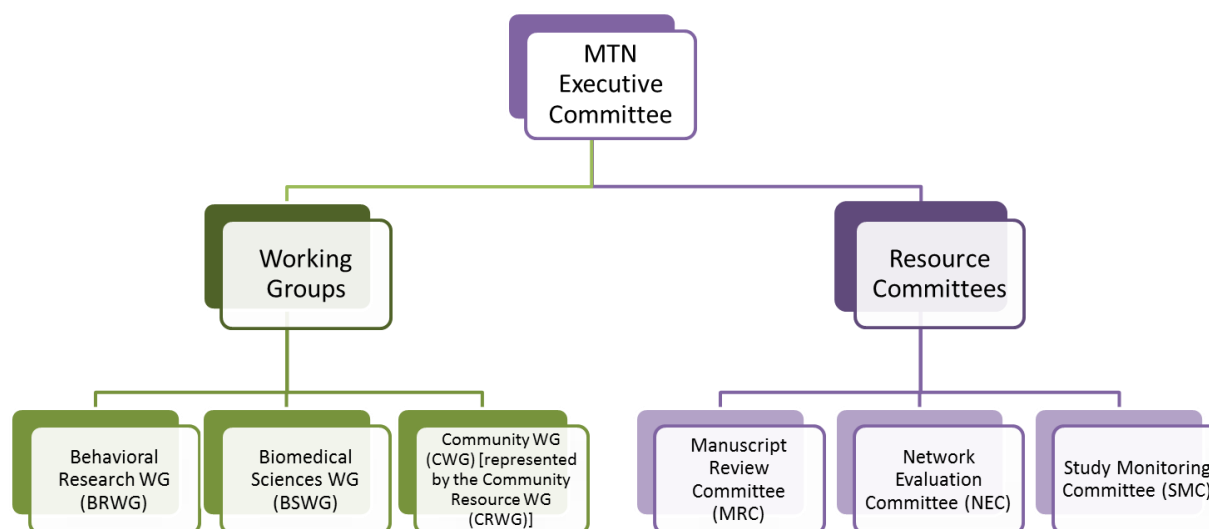 MTN
Executive
Committee
Working
Groups
Resource
Committees
Behavioral
Research WG
(BRWG)
Biomedical
Sciences WG
(BSWG)
Community WG
(CWG) [represented
by the Community
Resource WG
(CRWG)]
Manuscript
Review
Committee
(MRC)
Network
Evaluation
Committee (NEC)
Study Monitoring
Committee (SMC)